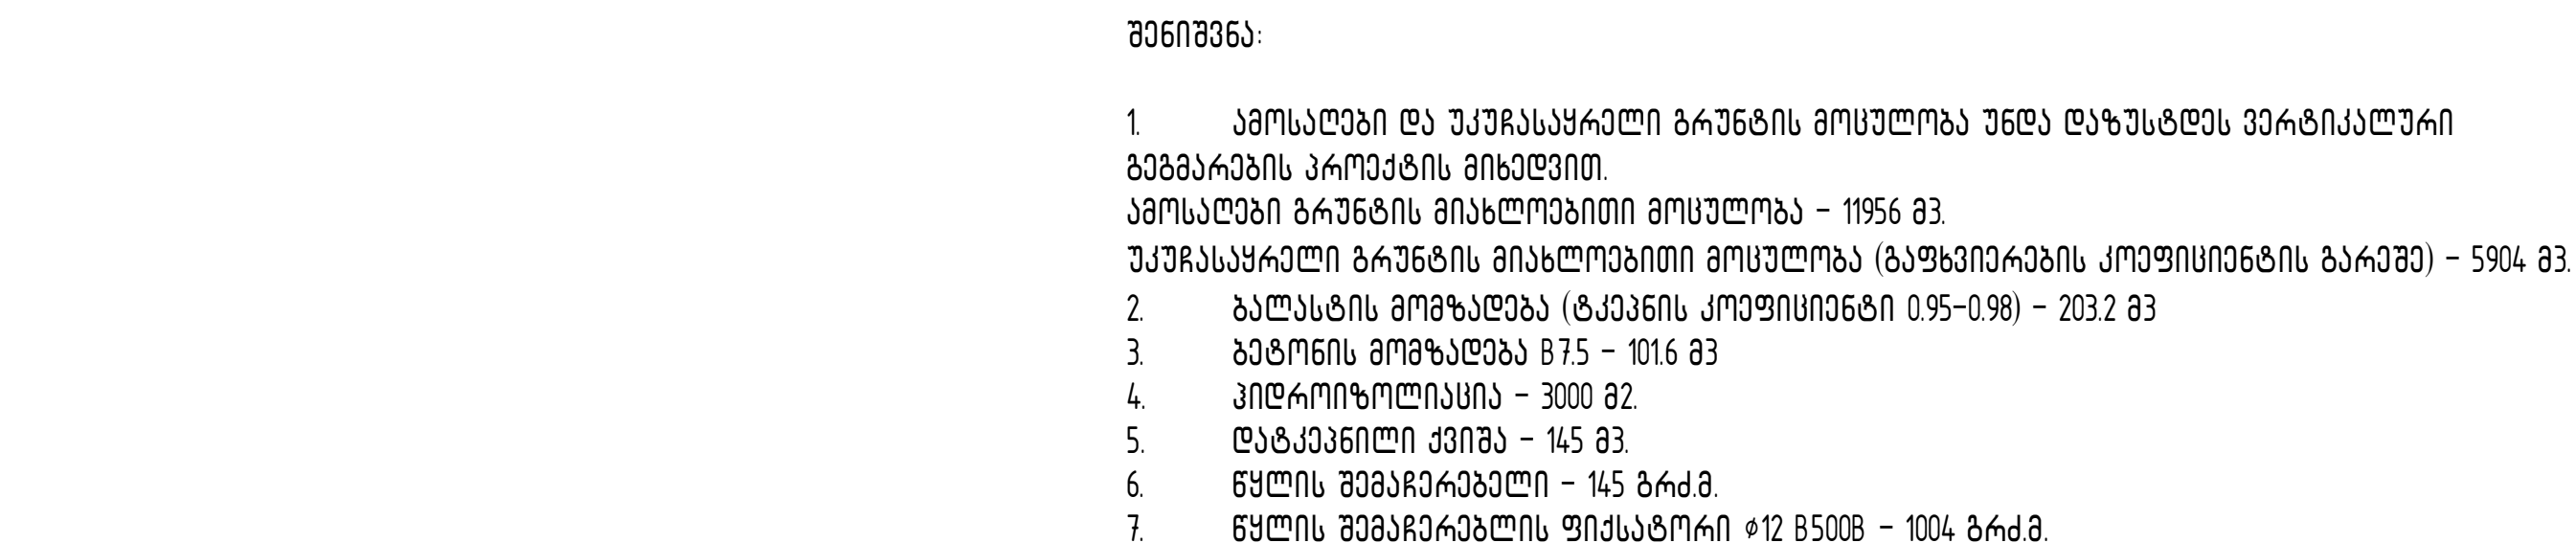 შენიშვნა:
1. ამოსაღები და უკუჩასაყრელი გრუნტის მოცულობა უნდა დაზუსტდეს ვერტიკალური
გეგმარების პროექტის მიხედვით.
ამოსაღები გრუნტის მიახლოებითი მოცულობა - 11956 მ3.
უკუჩასაყრელი გრუნტის მიახლოებითი მოცულობა (გაფხვიერების კოეფიციენტის გარეშე) - 5904 მ3.
2. ბალასტის მომზადება (ტკეპნის კოეფიციენტი 0.95-0.98) - 203.2 მ3
3. ბეტონის მომზადება B7.5 - 101.6 მ3
4. ჰიდროიზოლიაცია - 3000 მ2.
5. დატკეპნილი ქვიშა - 145 მ3.
6. წყლის შემაჩერებელი - 145 გრძ.მ.
7. წყლის შემაჩერებლის ფიქსატორი ⌀12 B500B - 1004 გრძ.მ.